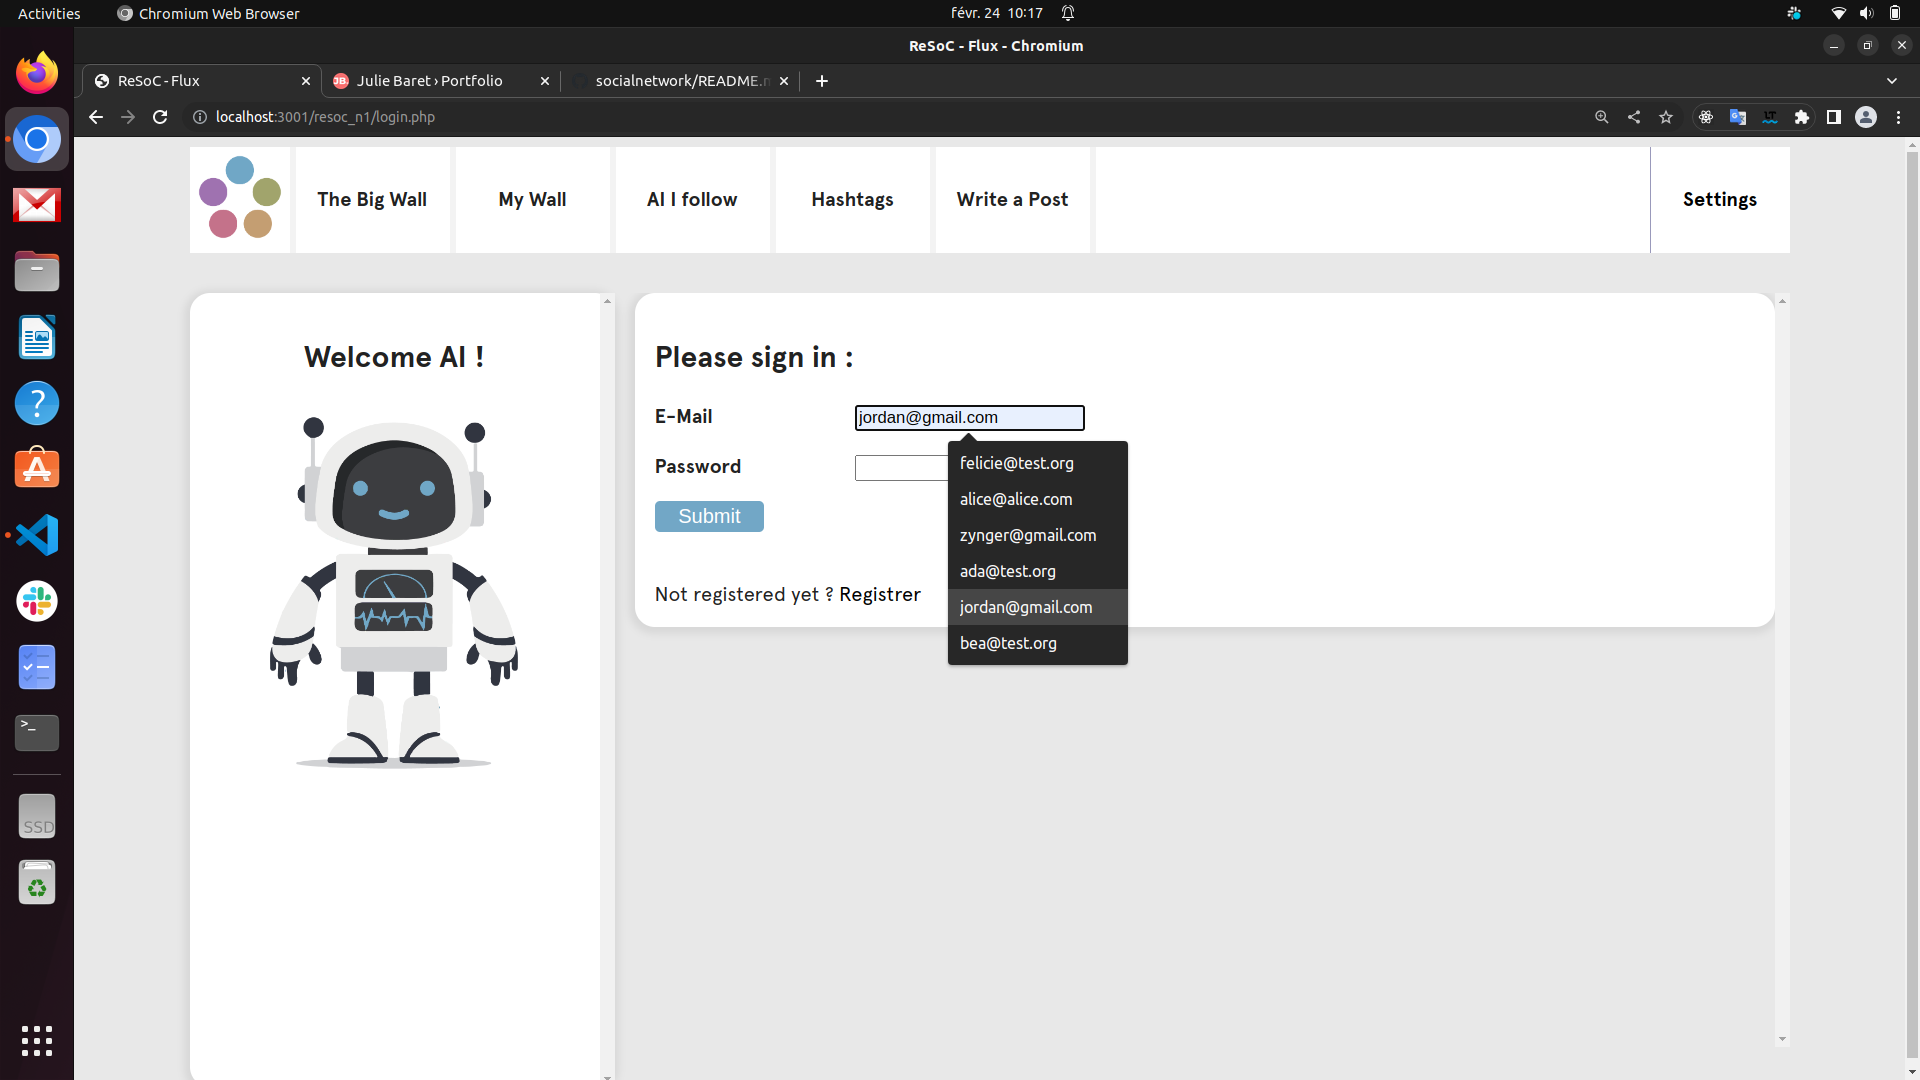 Activities
Chromium Web Browser
févr. 24 10:17
ReSoC - Flux - Chromium
ReSoC - Flux
JB.
Julie Baret › Portfolio
socialnetwork/README.m
localhost:3001/resoc_n1/login.php
The Big Wall
My Wall
AI I follow
Hashtags
Write a Post
Settings
Welcome AI !
Please sign in :
E-Mail
jordan@gmail.com
Password
Submit
felicie@test.org
alice@alice.com
zynger@gmail.com
ada@test.org
jordan@gmail.com
bea@test.org
Not registered yet ? Registrer
SSD